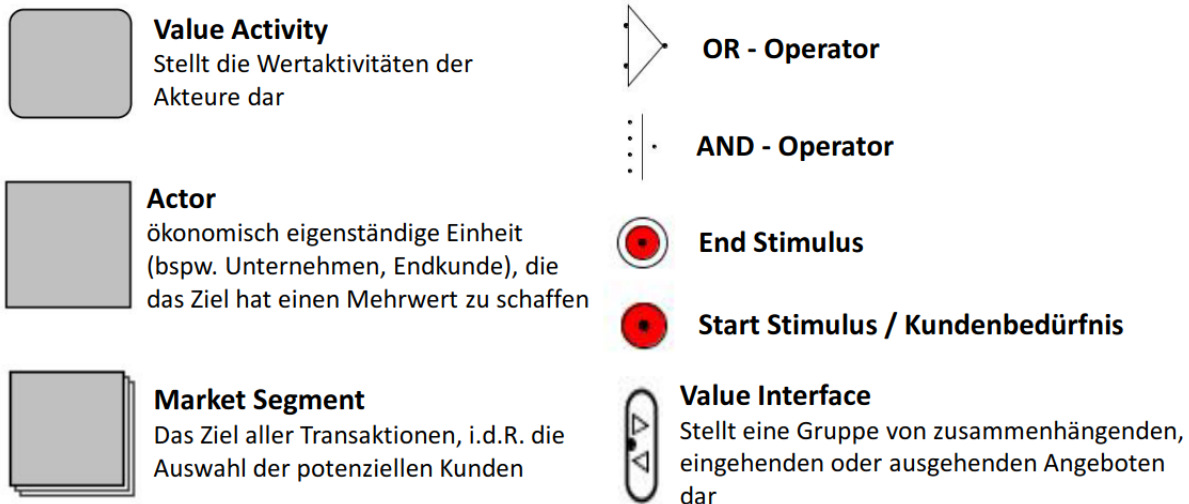 Value Activity
Stellt die Wertaktivitäten der
Akteure dar
Actor
ökonomisch eigenständige Einheit
(bspw. Unternehmen, Endkunde), die
das Ziel hat einen Mehrwert zu schaffen
Market Segment
Das Ziel aller Transaktionen, i.d.R. die
Auswahl der potenziellen Kunden
OR - Operator
AND - Operator
End Stimulus
Start Stimulus / Kundenbedürfnis
Value Interface
Stellt eine Gruppe von zusammenhängenden,
eingehenden oder ausgehenden Angeboten
dar